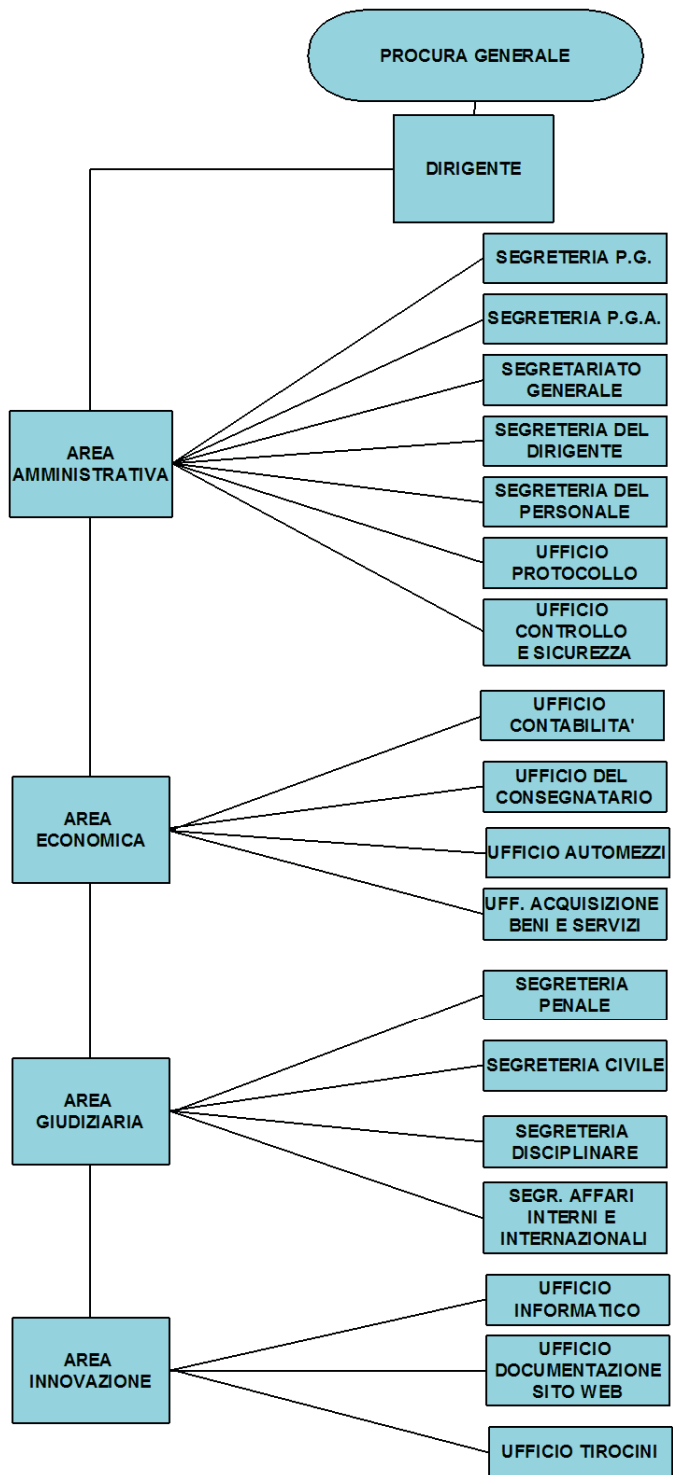 PROCURA GENERALE
DIRIGENTE
SEGRETERIA P.G.
SEGRETERIA P.G.A.
SEGRETARIATO
GENERALE
SEGRETERIA DEL
DIRIGENTE
SEGRETERIA DEL
PERSONALE
UFFICIO
PROTOCOLLO
UFFICIO
CONTROLLO
E SICUREZZA
AREA
AMMINISTRATIVA
UFFICIO
CONTABILITA'
UFFICIO DEL
CONSEGNATARIO
UFFICIO AUTOMEZZI
UFF. ACQUISIZIONE
BENI E SERVIZI
AREA
ECONOMICA
SEGRETERIA
PENALE
SEGRETERIA CIVILE
SEGRETERIA
DISCIPLINARE
SEGR. AFFARI
INTERNI E
INTERNAZIONALI
AREA
GIUDIZIARIA
UFFICIO
INFORMATICO
UFFICIO
DOCUMENTAZIONE
SITO WEB
UFFICIO TIROCINI
AREA
INNOVAZIONE